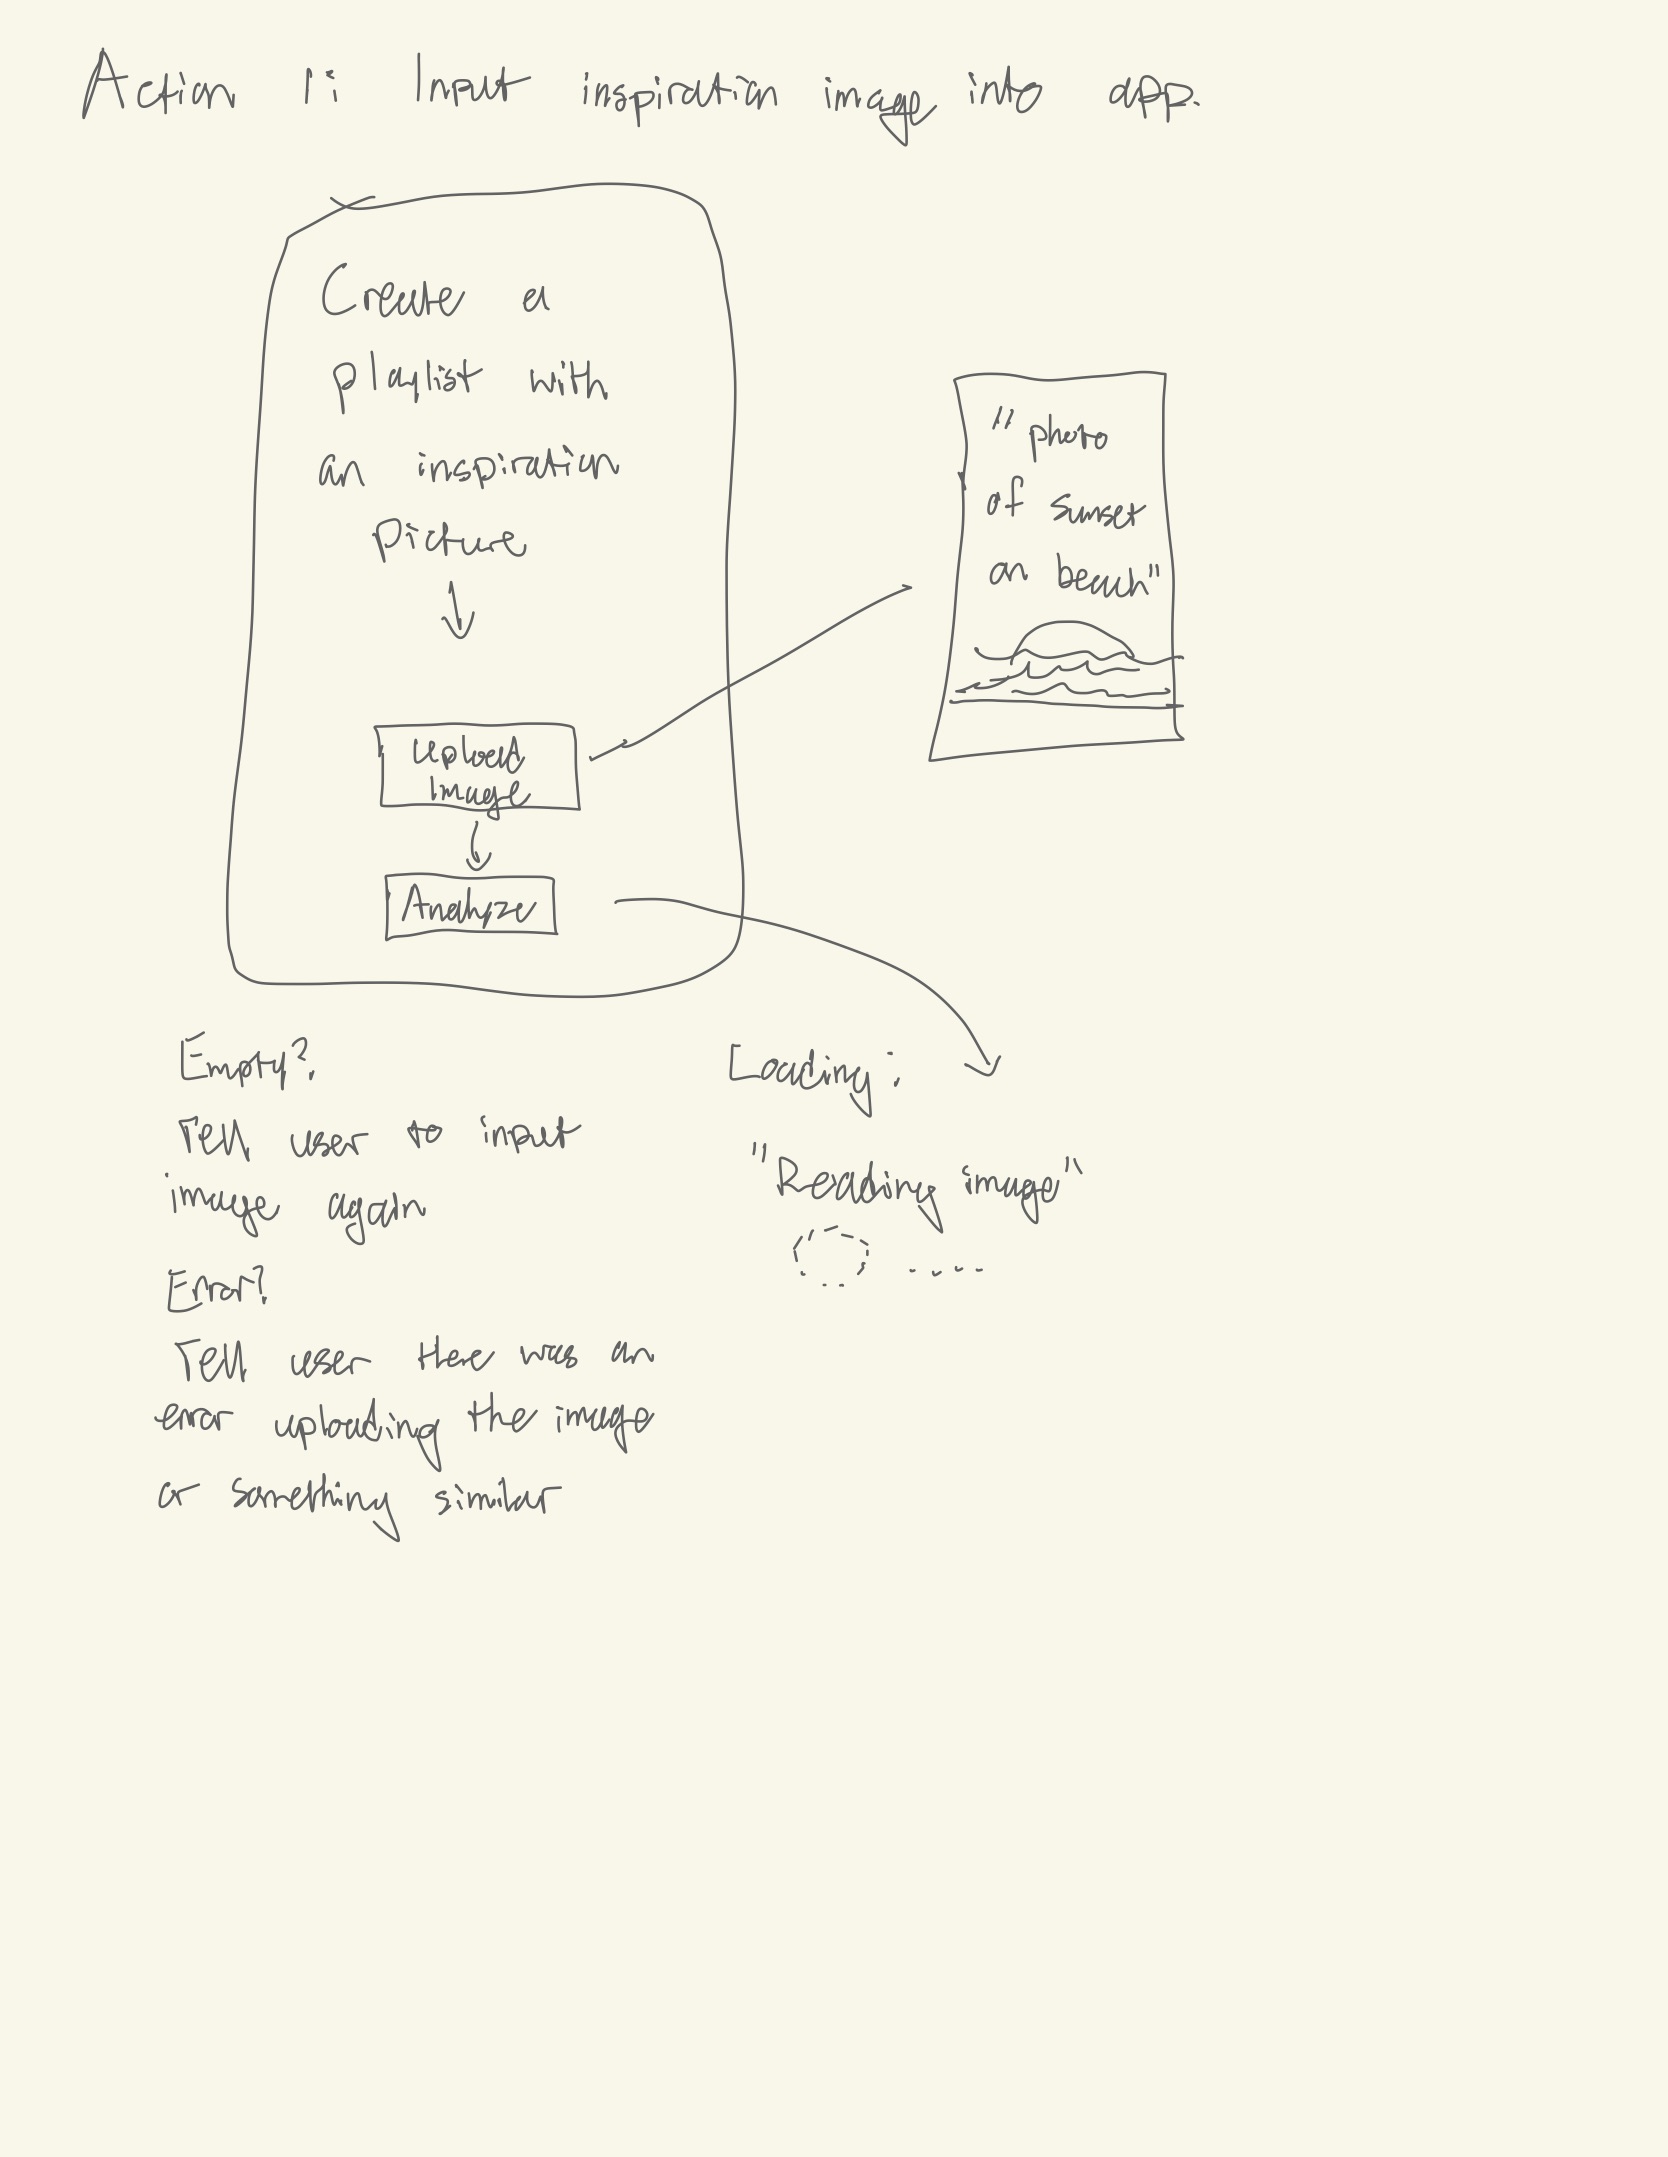 Action 1: Input inspiration image into app.
Create a
playlist with
an inspiration
picture
Upload
Image
Analyze
"photo
of sunset
on beach"
Empty?
Tell user to input
image again
Error?
Tell user there was an
error uploading the image
or something similar
Loading:
"Reading image"
....